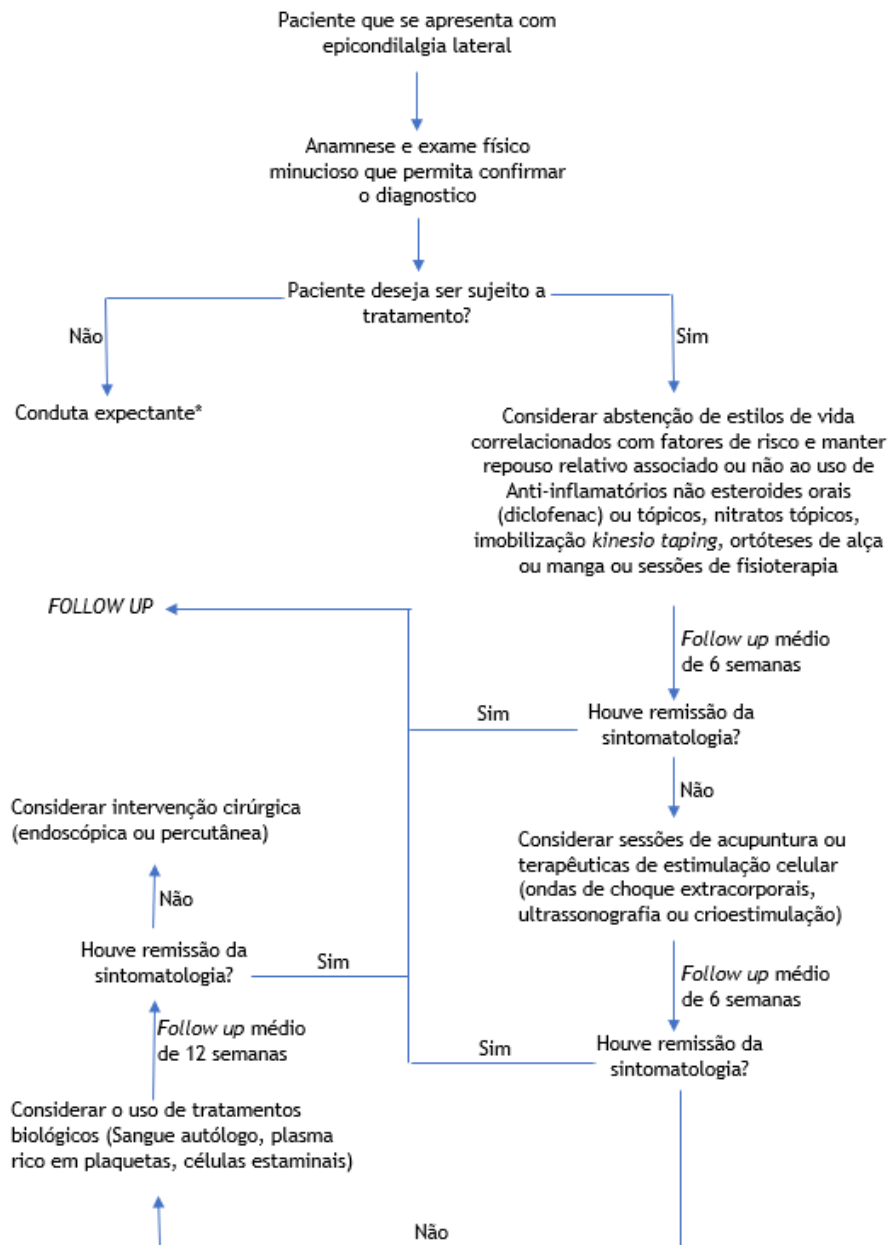 Paciente que se apresenta com
epicondilalgia lateral
Anamnese e exame físico
minucioso que permita confirmar
o diagnostico
Paciente deseja ser sujeito a
tratamento?
Não
Sim
Conduta expectante*
Considerar abstenção de estilos de vida
correlacionados com fatores de risco e manter
repouso relativo associado ou não ao uso de
Anti-inflamatórios não esteroides orais
(diclofenac) ou tópicos, nitratos tópicos,
imobilização kinesio taping, ortóteses de alça
ou manga ou sessões de fisioterapia
FOLLOW UP
Follow up médio
de 6 semanas
Houve remissão da
sintomatologia?
Sim
Não
Considerar sessões de acupuntura ou
terapêuticas de estimulação celular
(ondas de choque extracorporais,
ultrassonografia ou crioestimulação)
Follow up médio
de 6 semanas
Houve remissão da
sintomatologia?
Sim
Não
Considerar o uso de tratamentos
biológicos (Sangue autólogo, plasma
rico em plaquetas, células estaminais)
Follow up médio
de 12 semanas
Houve remissão da
sintomatologia?
Sim
Não
Considerar intervenção cirúrgica
(endoscópica ou percutânea)